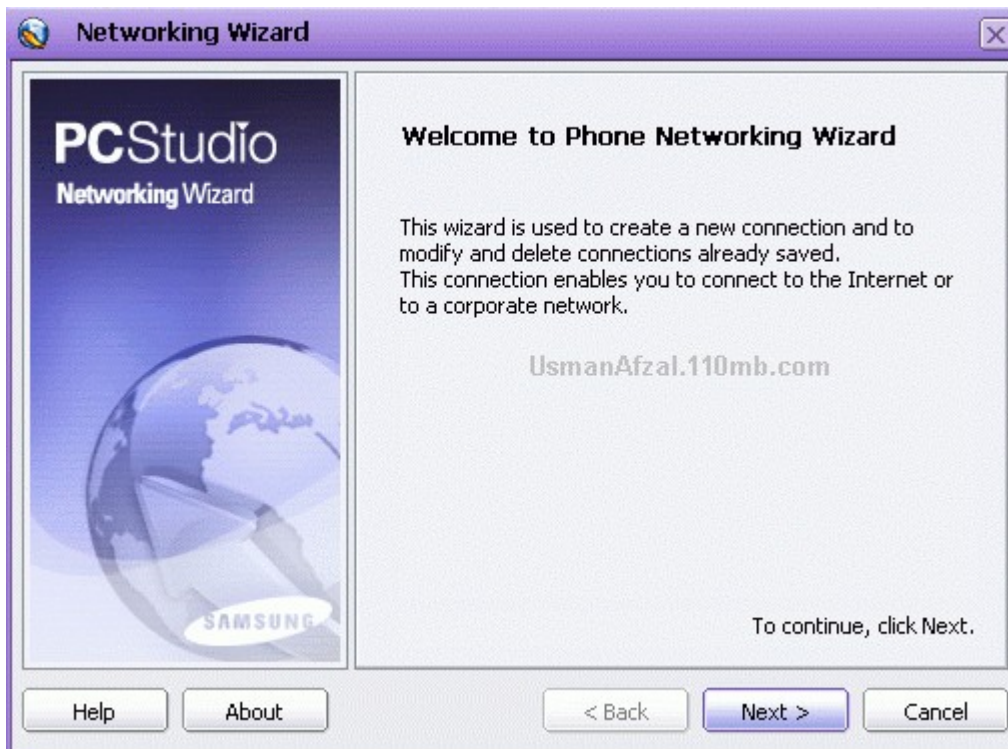 Networking Wizard
PCStudio
Networking Wizard
SAMSUNG
Welcome to Phone Networking Wizard
This wizard is used to create a new connection and to
modify and delete connections already saved.
This connection enables you to connect to the Internet or
to a corporate network.
UsmanAfzal.110mb.com
To continue, click Next.
Help
About
< Back
Next >
Cancel